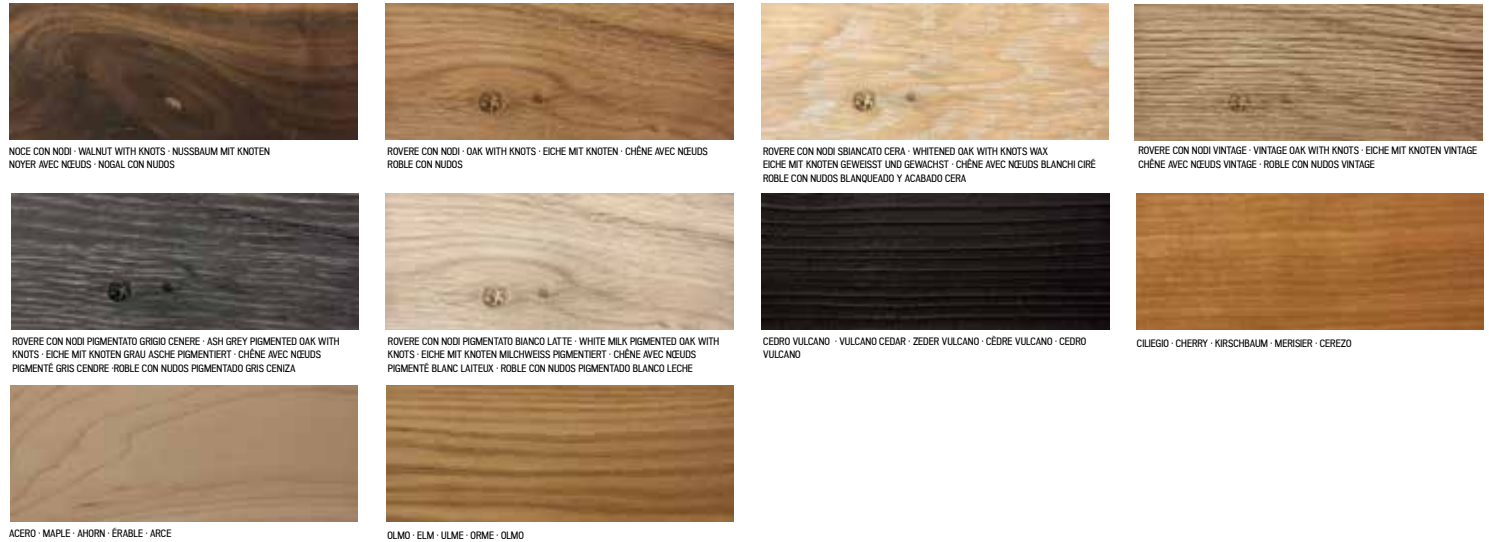 NOCE CON NODI · WALNUT WITH KNOTS · NUSSBAUM MIT KNOTEN
NOYER AVEC NŒUDS · NOGAL CON NUDOS
ROVERE CON NODI · OAK WITH KNOTS · EICHE MIT KNOTEN · CHÊNE AVEC NŒUDS
ROBLE CON NUDOS
ROVERE CON NODI SBIANCATO CERA · WHITENED OAK WITH KNOTS WAX
EICHE MIT KNOTEN GEWEISST UND GEWACHST · CHÊNE AVEC NŒUDS BLANCHI CIRÉ
ROBLE CON NUDOS BLANQUEADO Y ACABADO CERA
ROVERE CON NODI VINTAGE · VINTAGE OAK WITH KNOTS · EICHE MIT KNOTEN VINTAGE
CHÊNE AVEC NŒUDS VINTAGE · ROBLE CON NUDOS VINTAGE
ROVERE CON NODI PIGMENTATO GRIGIO CENERE · ASH GREY PIGMENTED OAK WITH
KNOTS · EICHE MIT KNOTEN GRAU ASCHE PIGMENTIERT · CHÊNE AVEC NŒUDS
PIGMENTÉ GRIS CENDRE ·ROBLE CON NUDOS PIGMENTADO GRIS CENIZA
ROVERE CON NODI PIGMENTATO BIANCO LATTE · WHITE MILK PIGMENTED OAK WITH
KNOTS · EICHE MIT KNOTEN MILCHWEISS PIGMENTIERT · CHÊNE AVEC NŒUDS
PIGMENTÉ BLANC LAITEUX · ROBLE CON NUDOS PIGMENTADO BLANCO LECHE
CEDRO VULCANO · VULCANO CEDAR · ZEDER VULCANO · CÈDRE VULCANO · CEDRO
VULCANO
CILIEGIO · CHERRY · KIRSCHBAUM · MERISIER · CEREZO
ACERO · MAPLE · AHORN · ÉRABLE · ARCE
OLMO · ELM · ULME · ORME · OLMO